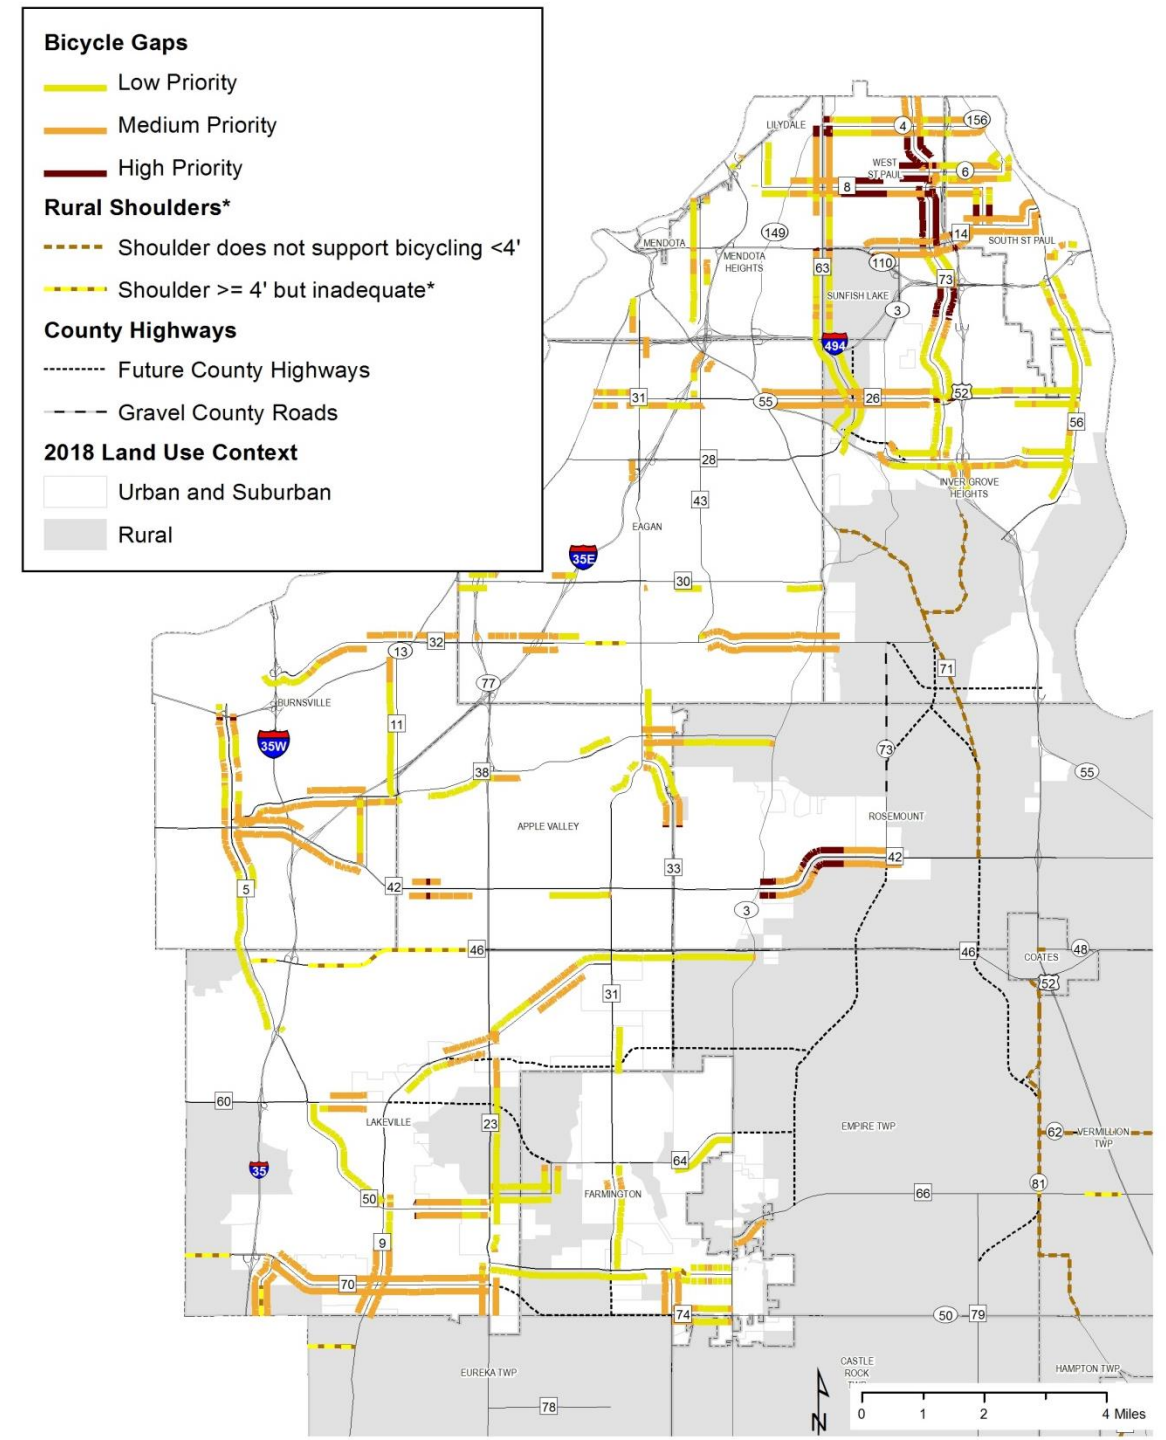 Bicycle Gaps
Low Priority
Medium Priority
High Priority
Rural Shoulders*
Shoulder does not support bicycling <4'
Shoulder >= 4' but inadequate*
County Highways
Future County Highways
Gravel County Roads
2018 Land Use Context
Urban and Suburban
Rural
LILYDALE
4
156
WEST
ST PAUL
6
8
149
MENDOTA
MENDOTA
HEIGHTS
14
SOUTH ST PAUL
110
63
73
SUNFISH LAKE
3
494
31
55
26
52
56
28
43
INVER GROVE
HEIGHTS
EAGAN
35E
30
32
13
71
77
BURNSVILLE
11
35W
73
38
55
APPLE VALLEY
ROSEMOUNT
42
33
5
42
3
46
46
48
COATES
52
31
60
LAKEVILLE
23
EMPIRE TWP
62
VERMILLION
TWP
35
64
81
50
FARMINGTON
66
9
70
74
50
79
EUREKA TWP
CASTLE
ROCK
HAMPTON TWP
78
N
0 1 2 4 Miles